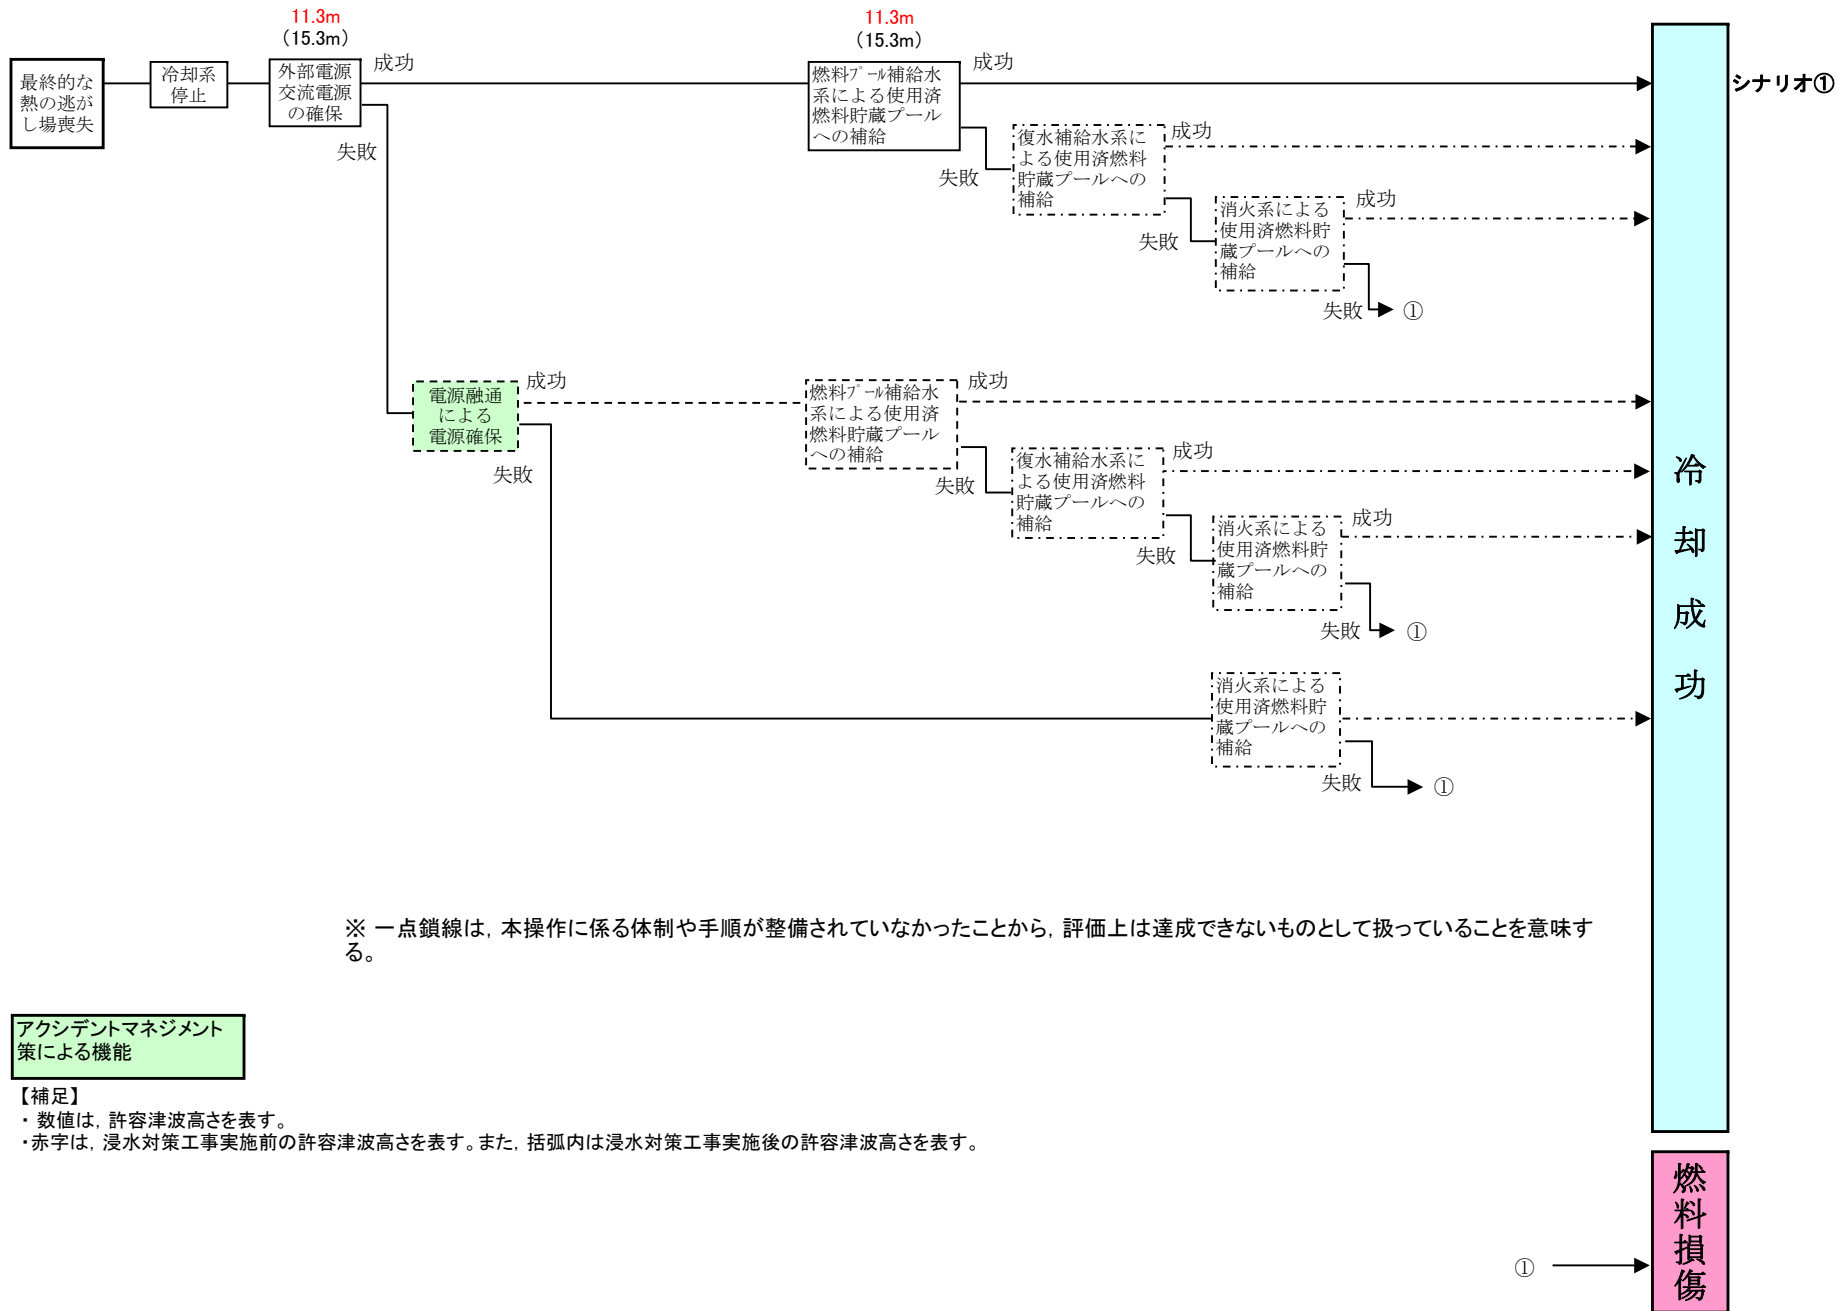 11.3m
(15.3m)
11.3m
(15.3m)
最終的な
熱の逃が
し場喪失
冷却系
停止
外部電源
交流電源
の確保
成功
失敗
燃料プール補給水
系による使用済
燃料貯蔵プール
への補給
成功
失敗
復水補給水系に
よる使用済燃料
貯蔵プールへの
補給
成功
失敗
消火系による
使用済燃料貯
蔵プールへの
補給
成功
失敗
①
シナリオ①
電源融通
による
電源確保
成功
失敗
燃料プール補給水
系による使用済
燃料貯蔵プール
への補給
成功
失敗
復水補給水系に
よる使用済燃料
貯蔵プールへの
補給
成功
失敗
消火系による
使用済燃料貯
蔵プールへの
補給
成功
失敗
①
消火系による
使用済燃料貯
蔵プールへの
補給
失敗
①
冷却成功
※ 一点鎖線は，本操作に係る体制や手順が整備されていなかったことから，評価上は達成できないものとして扱っていることを意味す
る。
アクシデントマネジメント
策による機能
【補足】
・ 数値は，許容津波高さを表す。
・赤字は，浸水対策工事実施前の許容津波高さを表す。また，括弧内は浸水対策工事実施後の許容津波高さを表す。
①
燃料損傷